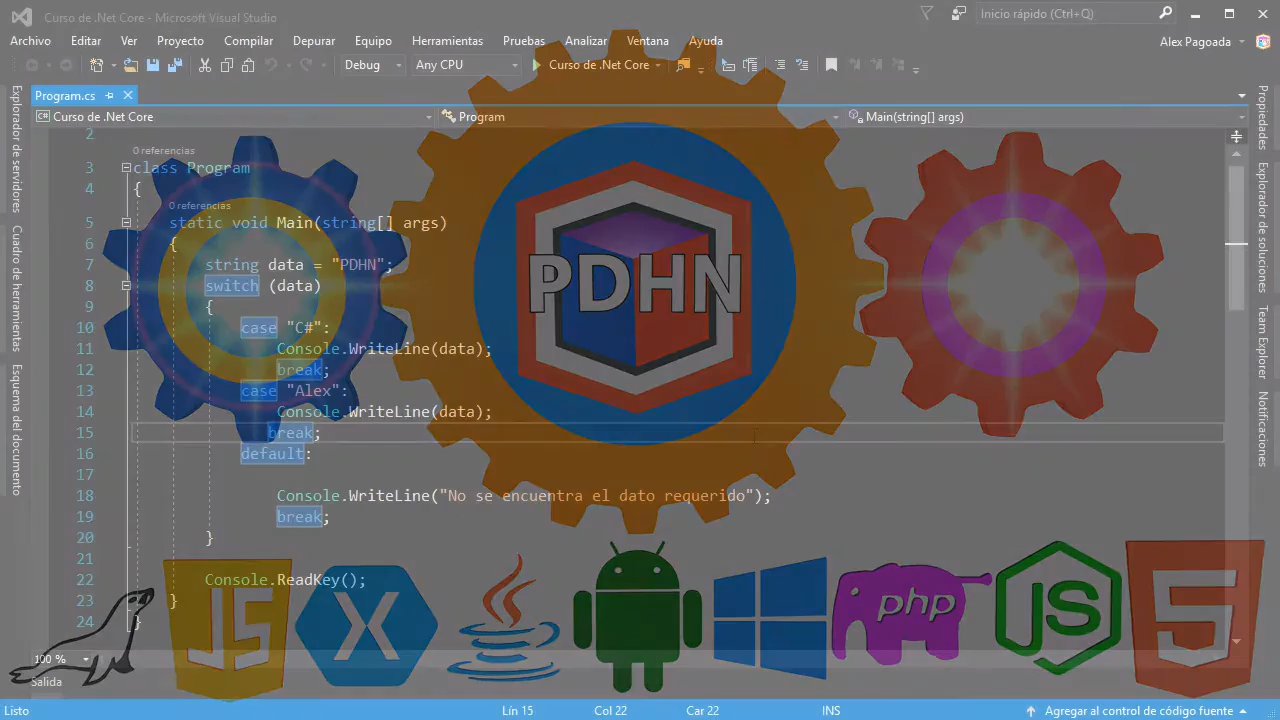 Curso de .Net Core - Microsoft Visual Studio
Inicio rápido (Ctrl+Q)
Archivo Editar Ver Proyecto Compilar Depurar Equipo Herramientas Pruebas Analizar Ventana Ayuda
Alex Pagoada
Debug Any CPU Curso de .Net Core
Program.cs
C# Curso de .Net Core Program Main(string[] args)
Explorador de servidores
Cuadro de herramientas
Esquema del documento
Propiedades
Explorador de soluciones
Team Explorer
Notificaciones
2
0 referencias
3 class Program
4 {
0 referencias
5 static void Main(string[] args)
6 {
7 string data = "PDHN";
8 switch (data)
9 {
10 case "C#":
11 Console.WriteLine(data);
12 break;
13 case "Alex":
14 Console.WriteLine(data);
15 break;
16 default:
17
18 Console.WriteLine("No se encuentra el dato requerido");
19 break;
20 }
21
22 Console.ReadKey();
23 }
24 }
PDHN
JS
X
php
JS
5
100 %
Salida
Listo Lín 15 Col 22 Car 22 INS Agregar al control de código fuente